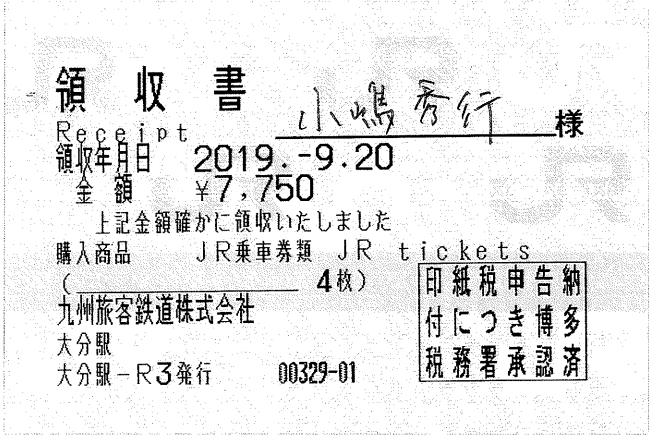 領収書
Receipt
小嶋秀行 様
領収年月日 2019.-9.20
金額 ¥7,750
上記金額確かに領収いたしました
購入商品 JR乗車券類 JR tickets
( 4枚)
九州旅客鉄道株式会社
大分駅
大分駅-R3発行 00329-01
印紙税申告納
付につき博多
税務署承認済